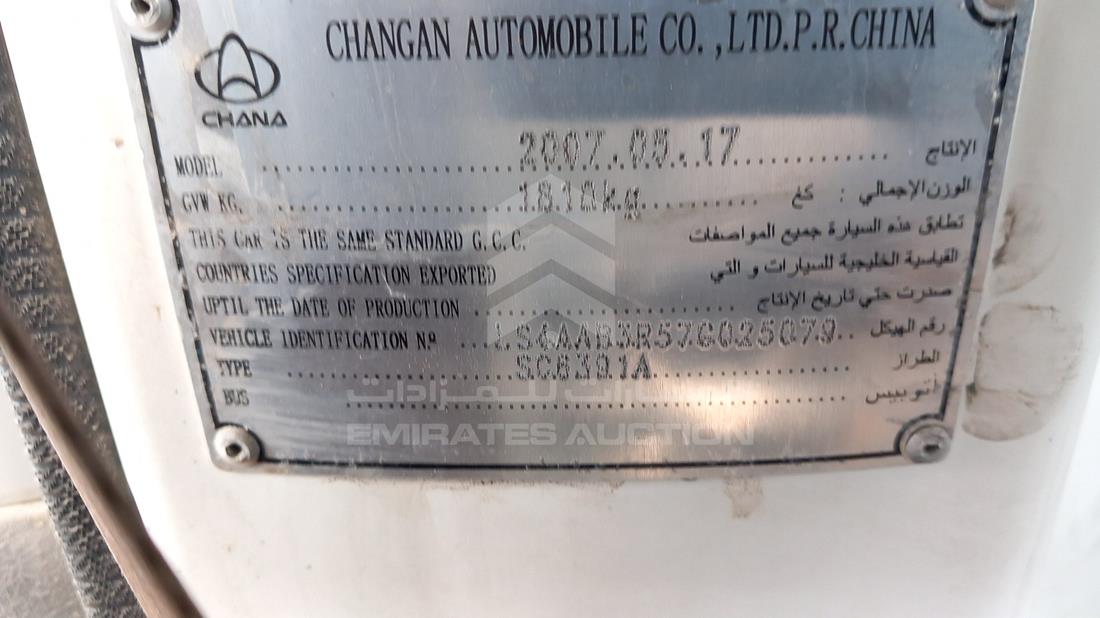 CHANGAN AUTOMOBILE CO.,LTD.P.R.CHINA
CHANA
MODEL 2007.05.17 الإنتاج
GVW KG. 1810kg الوزن الإجمالي : كغ
THIS CAR IS THE SAME STANDARD G.C.C. تطابق هذه السيارة جميع المواصفات
COUNTRIES SPECIFICATION EXPORTED القياسية الخليجية للسيارات و التي
UPTIL THE DATE OF PRODUCTION صدرت حتي تاريخ الإنتاج
VEHICLE IDENTIFICATION Nº LS4AAB3R57G025079 رقم الهيكل
TYPE SC6391A الطراز
BUS أتوبيس
EMIRATES AUCTION